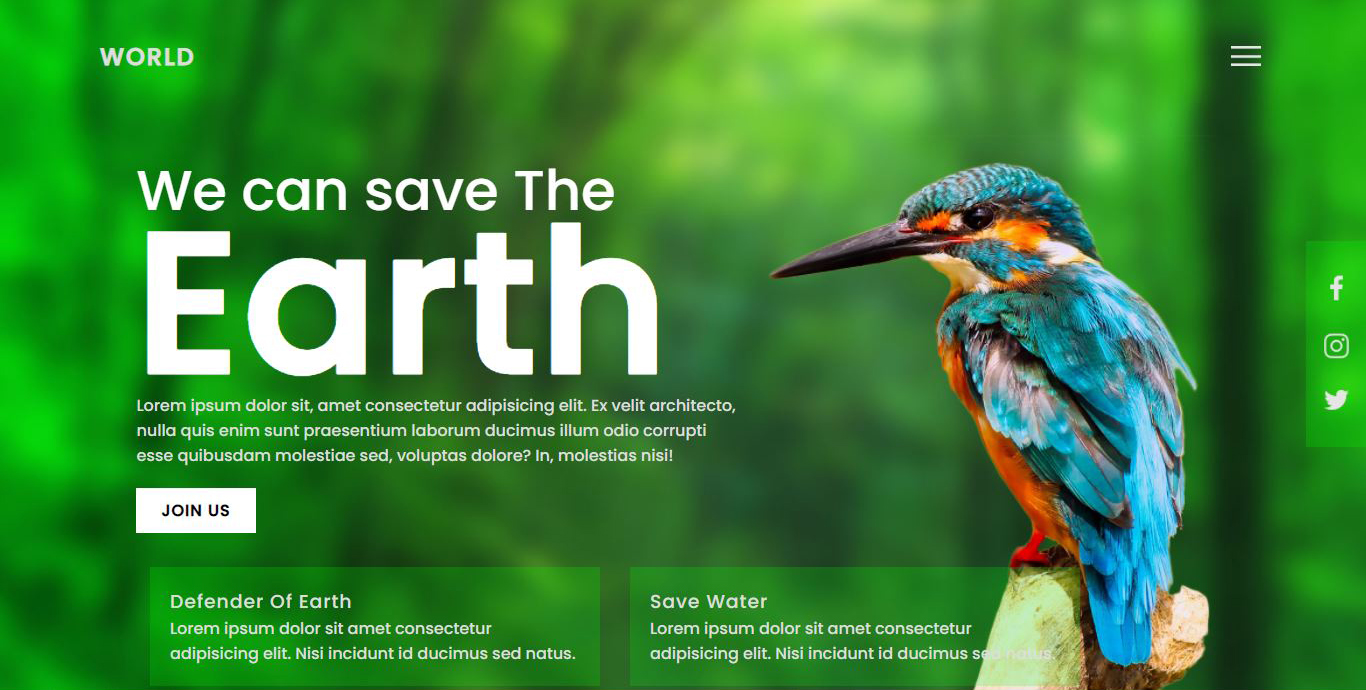 WORLD
We can save The
Earth
Lorem ipsum dolor sit, amet consectetur adipisicing elit. Ex velit architecto,
nulla quis enim sunt praesentium laborum ducimus illum odio corrupti
esse quibusdam molestiae sed, voluptas dolore? In, molestias nisi!
JOIN US
Defender Of Earth
Lorem ipsum dolor sit amet consectetur
adipisicing elit. Nisi incidunt id ducimus sed natus.
Save Water
Lorem ipsum dolor sit amet consectetur
adipisicing elit. Nisi incidunt id ducimus sed natus.